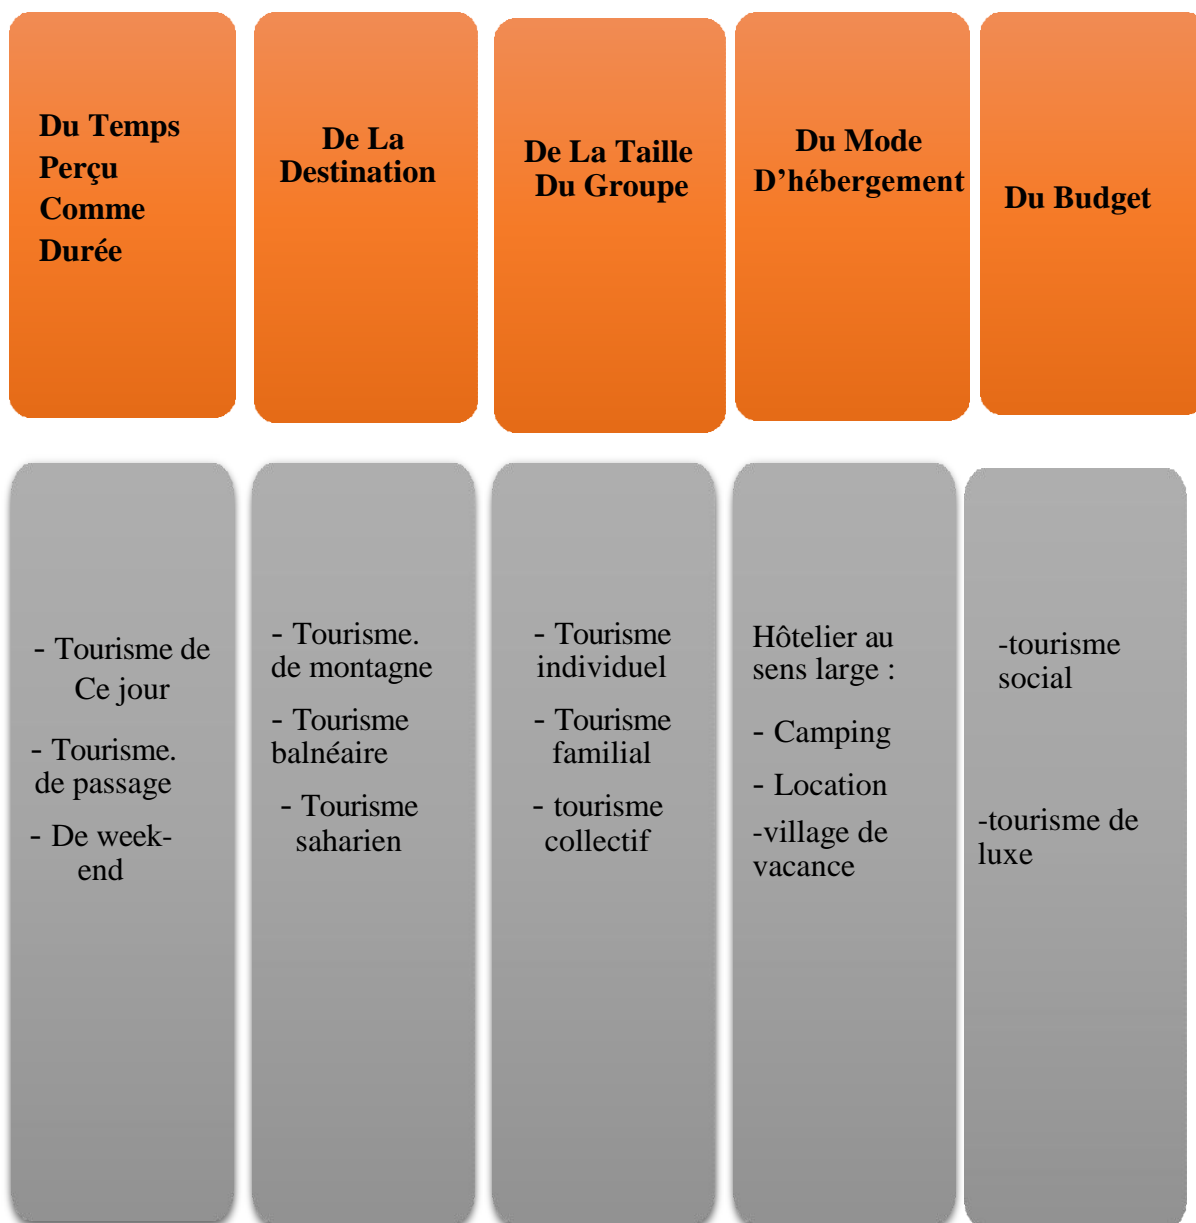 Du Temps
Perçu
Comme
Durée
De La
Destination
De La Taille
Du Groupe
Du Mode
D’hébergement
Du Budget
- Tourisme de
Ce jour
- Tourisme.
de passage
- De week-
end
- Tourisme.
de montagne
- Tourisme
balnéaire
- Tourisme
saharien
- Tourisme
individuel
- Tourisme
familial
- tourisme
collectif
Hôtelier au
sens large :
- Camping
- Location
-village de
vacance
-tourisme
social
-tourisme de
luxe